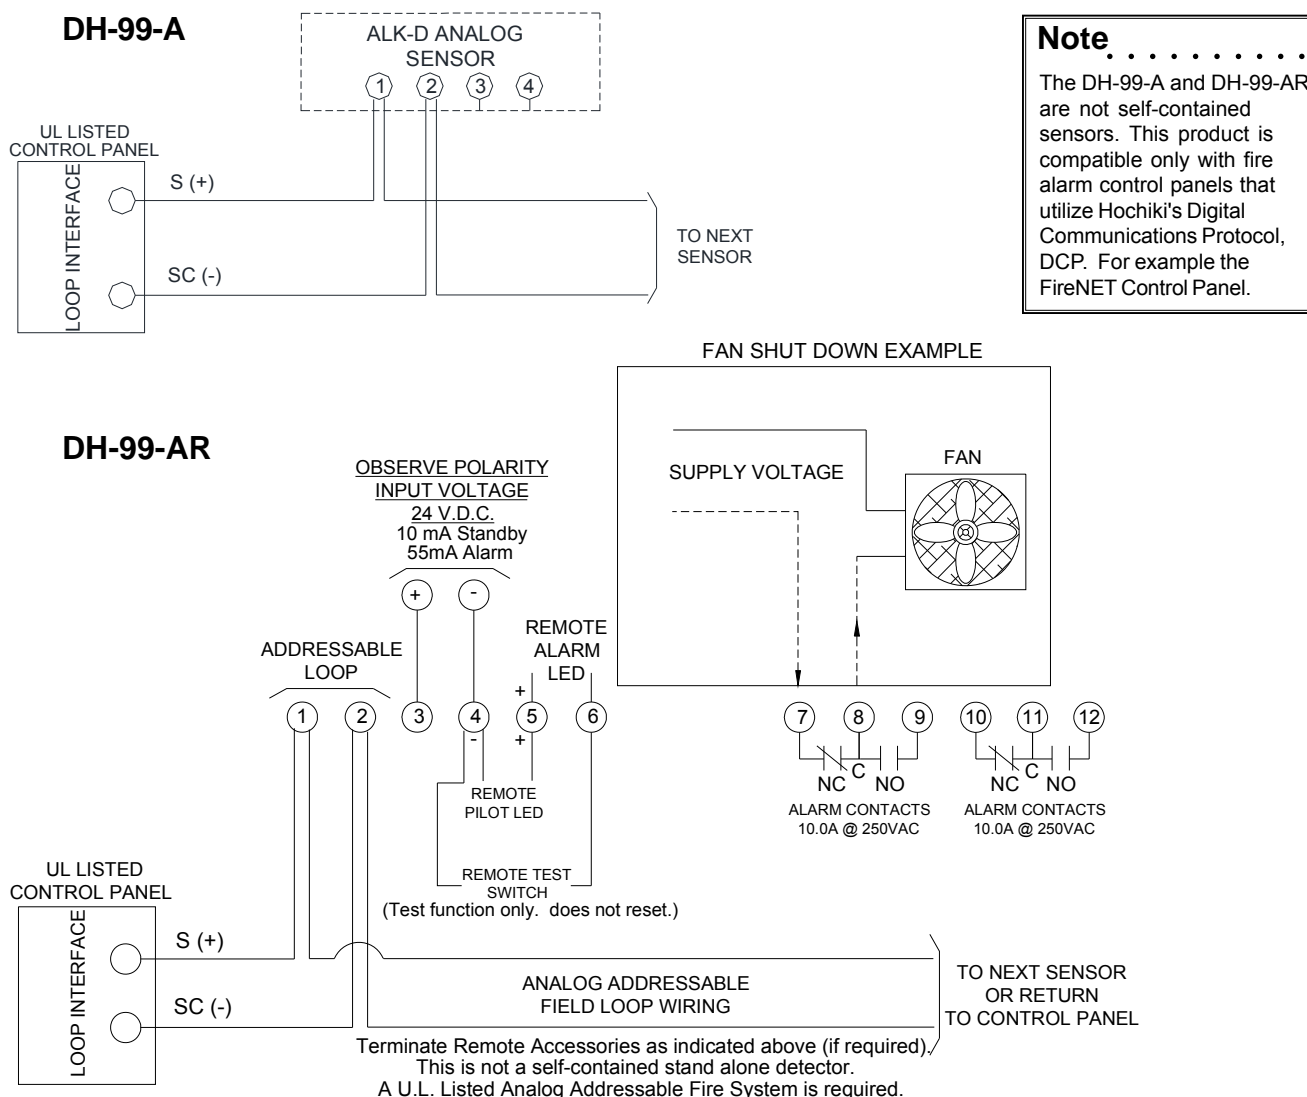 DH-99-A
ALK-D ANALOG
SENSOR
1 2 3 4
UL LISTED
CONTROL PANEL
LOOP INTERFACE
S (+)
SC (-)
TO NEXT
SENSOR
Note. . . . . . . . . . .
The DH-99-A and DH-99-AR
are not self-contained
sensors. This product is
compatible only with fire
alarm control panels that
utilize Hochiki's Digital
Communications Protocol,
DCP. For example the
FireNET Control Panel.
FAN SHUT DOWN EXAMPLE
SUPPLY VOLTAGE
FAN
DH-99-AR
OBSERVE POLARITY
INPUT VOLTAGE
24 V.D.C.
10 mA Standby
55mA Alarm
+ -
ADDRESSABLE
LOOP
REMOTE
ALARM
LED
+
1 2 3 4 5 6 7 8 9 10 11 12
- +
REMOTE
PILOT LED
NC C NO
ALARM CONTACTS
10.0A @ 250VAC
NC C NO
ALARM CONTACTS
10.0A @ 250VAC
REMOTE TEST
SWITCH
(Test function only. does not reset.)
UL LISTED
CONTROL PANEL
LOOP INTERFACE
S (+)
SC (-)
ANALOG ADDRESSABLE
FIELD LOOP WIRING
TO NEXT SENSOR
OR RETURN
TO CONTROL PANEL
Terminate Remote Accessories as indicated above (if required).
This is not a self-contained stand alone detector.
A U.L. Listed Analog Addressable Fire System is required.